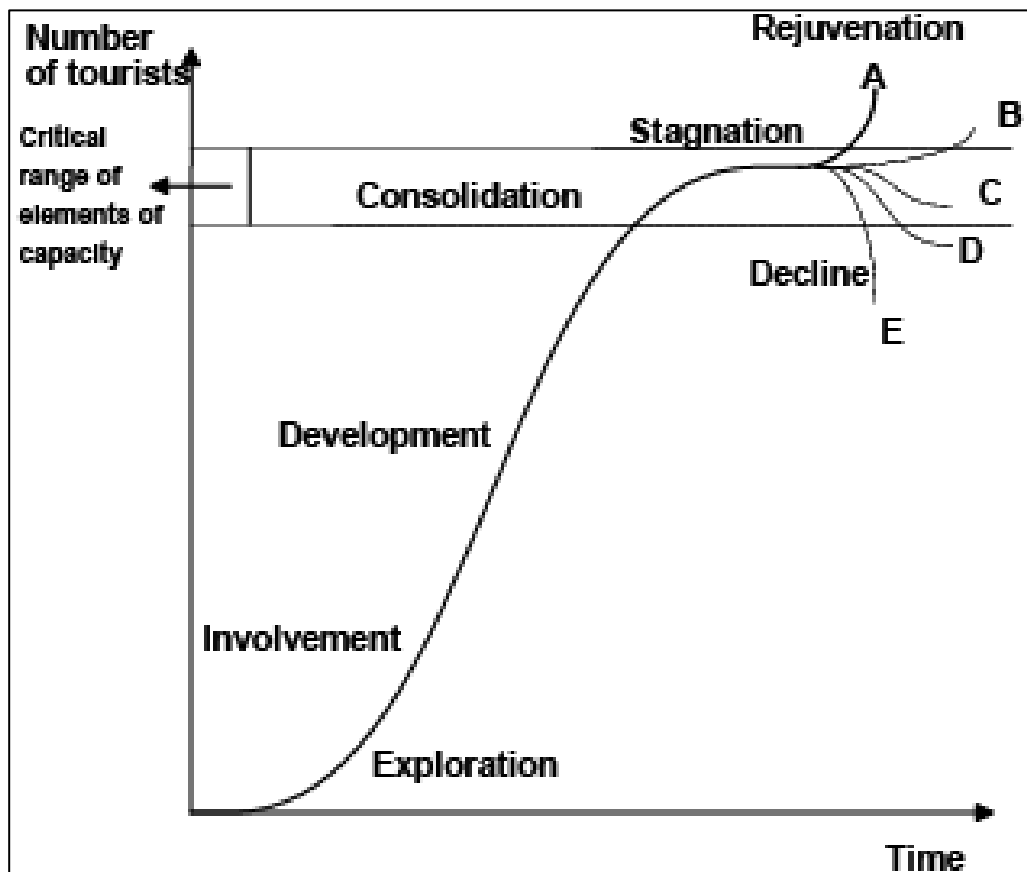 Number
of tourists
Rejuvenation
A
B
Critical
range of
elements of
capacity
Stagnation
Consolidation
C
D
Decline
E
Development
Involvement
Exploration
Time